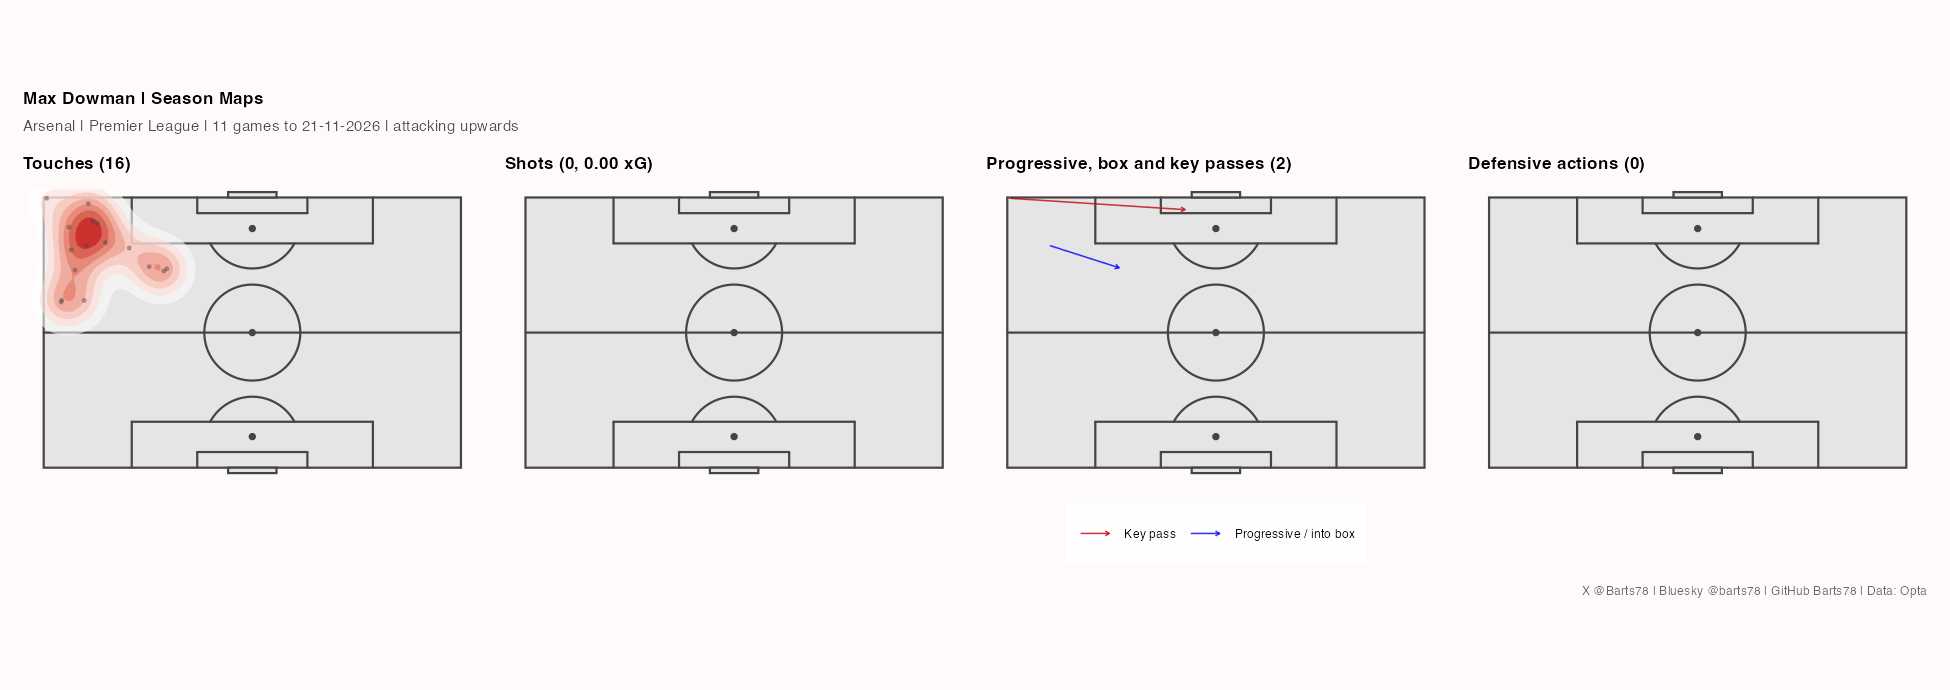 Max Dowman | Season Maps
Arsenal | Premier League | 11 games to 21-11-2026 | attacking upwards
Touches (16)
Shots (0, 0.00 xG)
Progressive, box and key passes (2)
Defensive actions (0)
Key pass
Progressive / into box
X @Barts78 | Bluesky @barts78 | GitHub Barts78 | Data: Opta